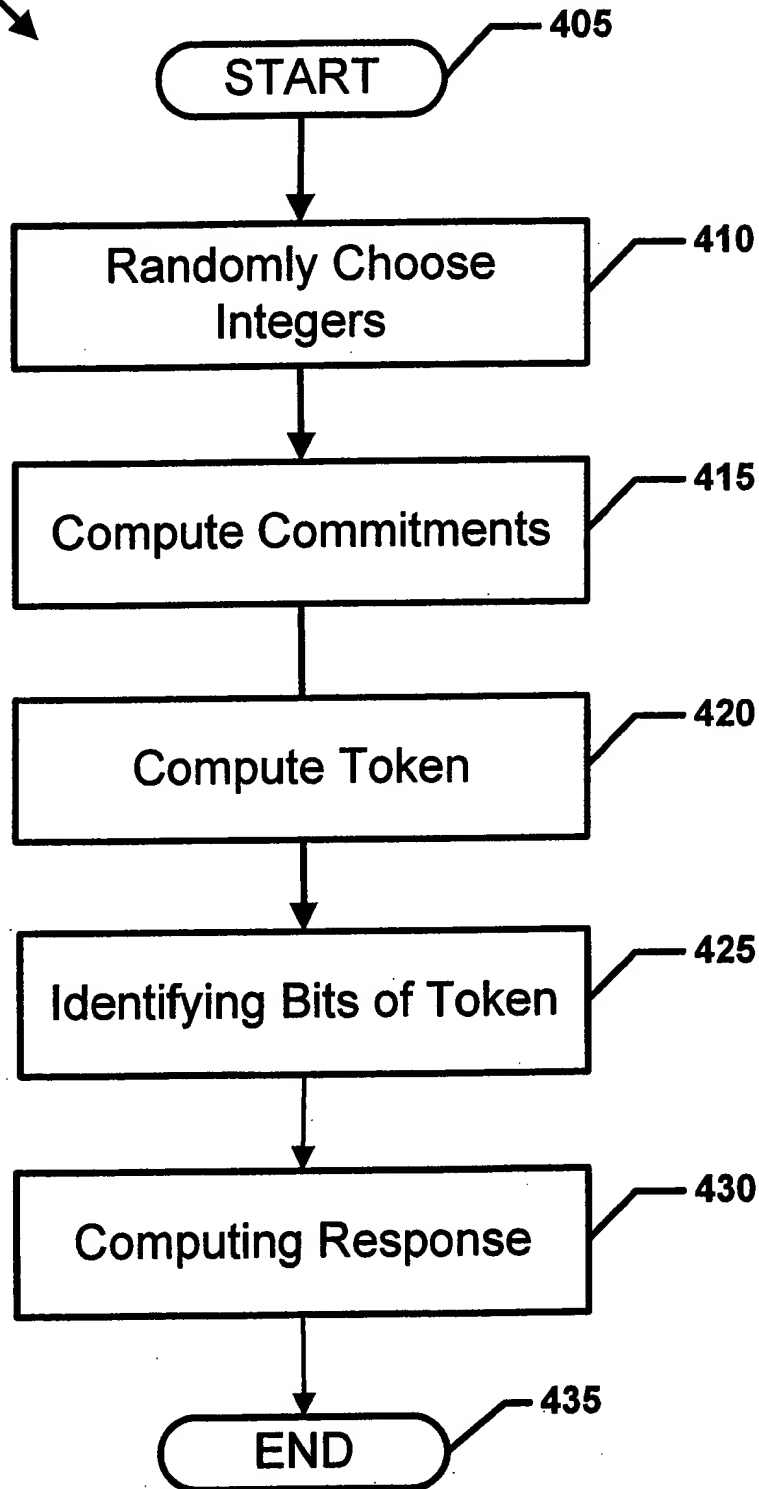 405
START
410
Randomly Choose
Integers
415
Compute Commitments
420
Compute Token
425
Identifying Bits of Token
430
Computing Response
435
END